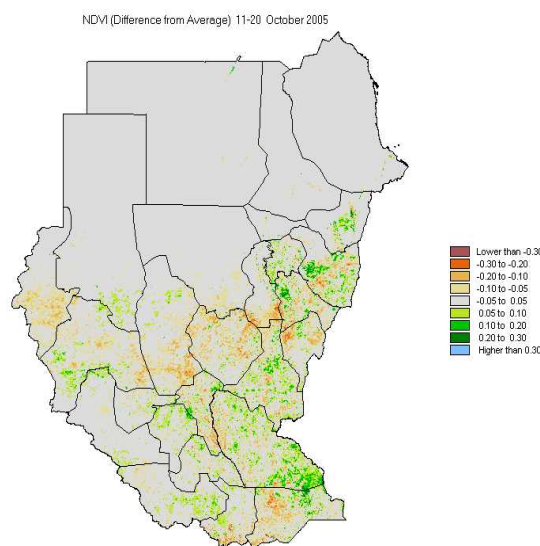 NDVI (Difference from Average) 11-20 October 2005
Lower than -0.30
-0.30 to -0.20
-0.20 to -0.10
-0.10 to -0.05
-0.05 to 0.05
0.05 to 0.10
0.10 to 0.20
0.20 to 0.30
Higher than 0.30